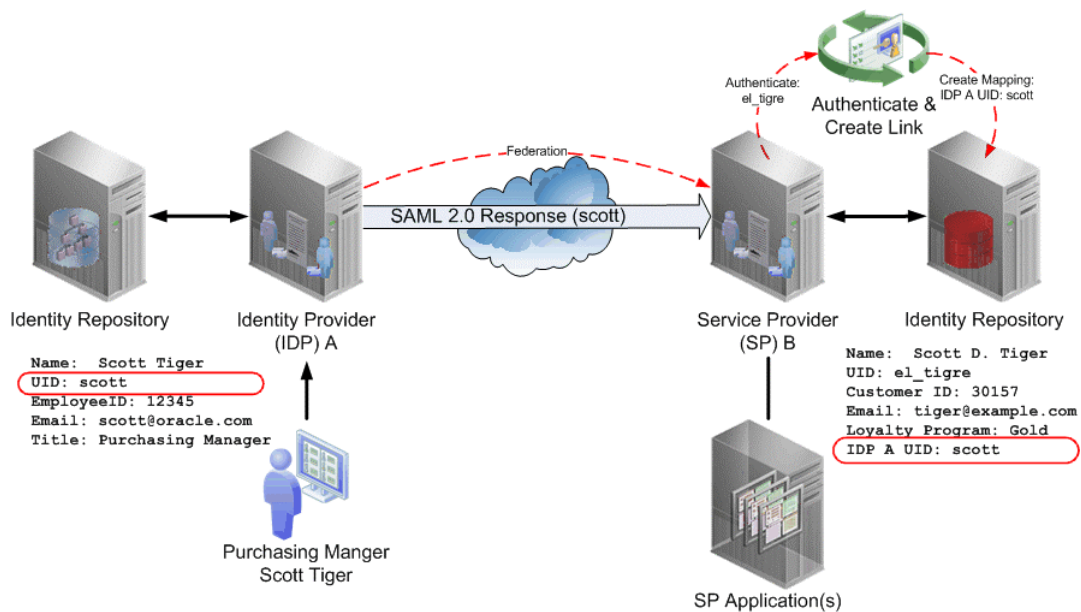 Authenticate:
el_tigre
Create Mapping:
IDP A UID: scott
Authenticate &
Create Link
Federation
SAML 2.0 Response (scott)
Identity Repository
Identity Provider
(IDP) A
Service Provider
(SP) B
Identity Repository
Name:  Scott Tiger
UID: scott
EmployeeID: 12345
Email: scott@oracle.com
Title: Purchasing Manager
Name:  Scott D. Tiger
UID: el_tigre
Customer ID: 30157
Email: tiger@example.com
Loyalty Program: Gold
IDP A UID: scott
Purchasing Manger
Scott Tiger
SP Application(s)